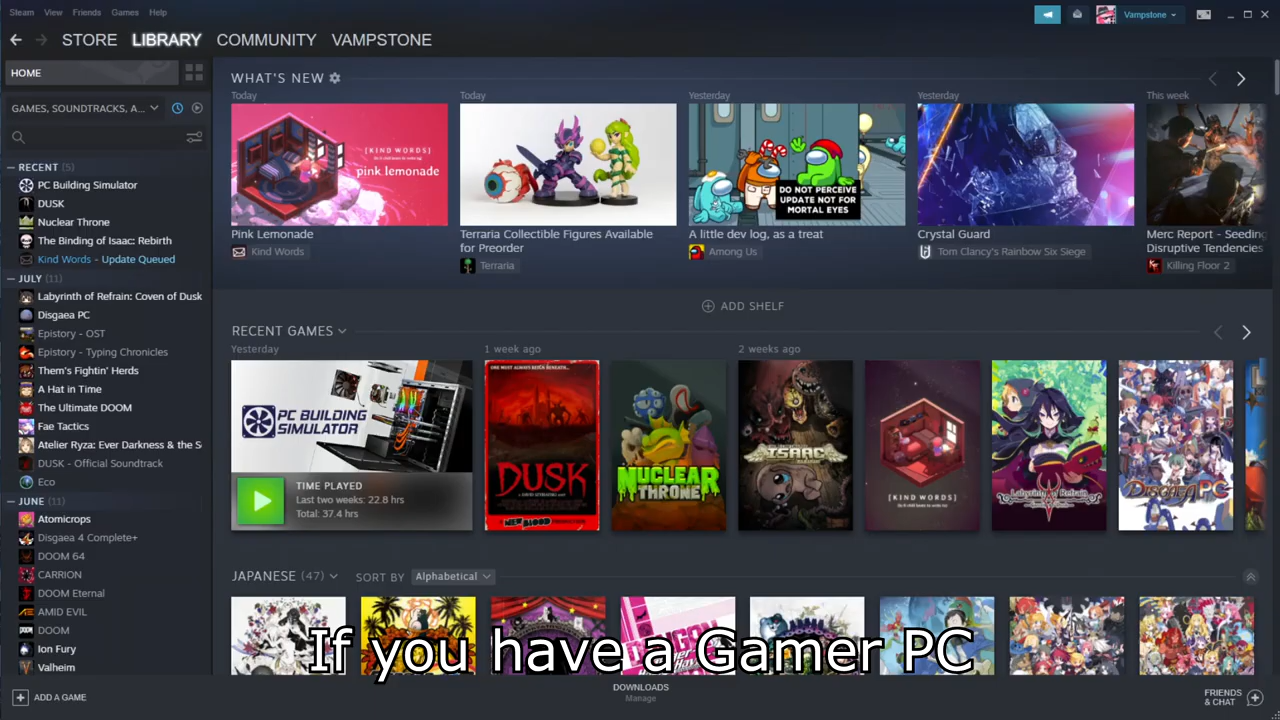 Steam View Friends Games Help
Vampstone
STORE LIBRARY COMMUNITY VAMPSTONE
HOME
GAMES, SOUNDTRACKS, A...
RECENT (5)
PC Building Simulator
DUSK
Nuclear Throne
The Binding of Isaac: Rebirth
Kind Words - Update Queued
JULY (11)
Labyrinth of Refrain: Coven of Dusk
Disgaea PC
Epistory - OST
Epistory - Typing Chronicles
Them's Fightin' Herds
A Hat in Time
The Ultimate DOOM
Fae Tactics
Atelier Ryza: Ever Darkness & the S
DUSK - Official Soundtrack
Eco
JUNE (11)
Atomicrops
Disgaea 4 Complete+
DOOM 64
CARRION
DOOM Eternal
AMID EVIL
DOOM
Ion Fury
Valheim
ADD A GAME
WHAT'S NEW
Today
[KIND WORDS]
pink lemonade
Pink Lemonade
Kind Words
Today
Terraria Collectible Figures Available
for Preorder
Terraria
Yesterday
DO NOT PERCEIVE
UPDATE NOT FOR
MORTAL EYES
A little dev log, as a treat
Among Us
Yesterday
Crystal Guard
Tom Clancy's Rainbow Six Siege
This week
Merc Report - Seeding
Disruptive Tendencies
Killing Floor 2
ADD SHELF
RECENT GAMES
Yesterday
PC BUILDING
SIMULATOR
TIME PLAYED
Last two weeks: 22.8 hrs
Total: 37.4 hrs
1 week ago
DUSK
NEW BLOOD
NUCLEAR
THRONE
2 weeks ago
ISAAC
[KIND WORDS]
Labyrinth of Refrain
DISGAEA PC
JAPANESE (47) SORT BY Alphabetical
If you have a Gamer PC
DOWNLOADS
Manage
FRIENDS
& CHAT